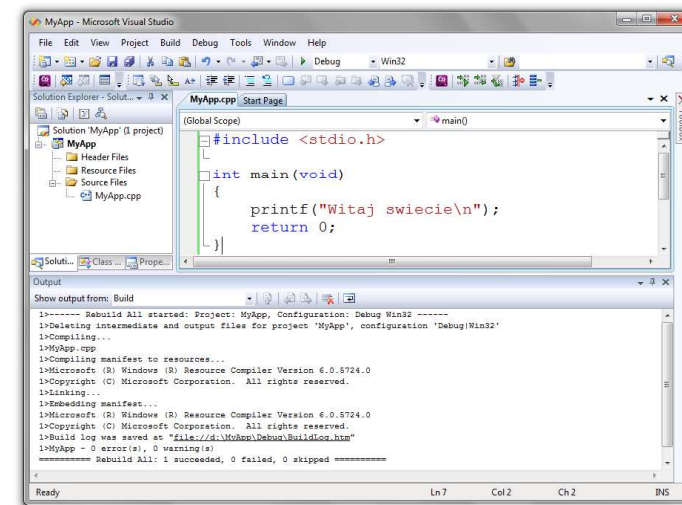 MyApp - Microsoft Visual Studio
File Edit View Project Build Debug Tools Window Help
Debug Win32
Solution Explorer - Solut...
MyApp.cpp Start Page
(Global Scope) main()
Solution 'MyApp' (1 project)
MyApp
Header Files
Resource Files
Source Files
MyApp.cpp
#include <stdio.h>
int main(void)
{
printf("Witaj swiecie\n");
return 0;
}
Soluti... Class ... Prope...
Output
Show output from: Build
1>------ Rebuild All started: Project: MyApp, Configuration: Debug Win32 ------
1>Deleting intermediate and output files for project 'MyApp', configuration 'Debug|Win32'
1>Compiling...
1>MyApp.cpp
1>Compiling manifest to resources...
1>Microsoft (R) Windows (R) Resource Compiler Version 6.0.5724.0
1>Copyright (C) Microsoft Corporation. All rights reserved.
1>Linking...
1>Embedding manifest...
1>Microsoft (R) Windows (R) Resource Compiler Version 6.0.5724.0
1>Copyright (C) Microsoft Corporation. All rights reserved.
1>Build log was saved at "file://d:\MyApp\Debug\BuildLog.htm"
1>MyApp - 0 error(s), 0 warning(s)
========== Rebuild All: 1 succeeded, 0 failed, 0 skipped ==========
Ready Ln 7 Col 2 Ch 2 INS